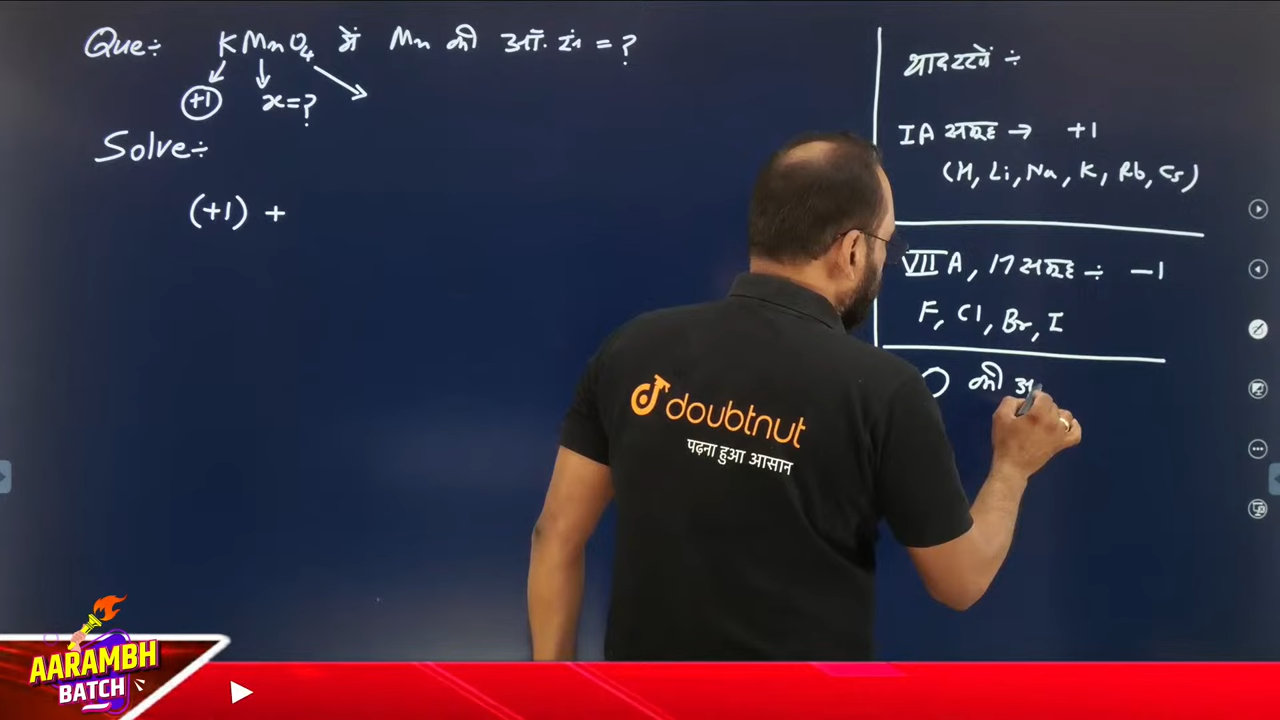 Que÷ KMnO4 में Mn की ऑ. सं = ?
+1 x=?
Solve÷
(+1) +
याद रखें ÷
IA समूह → +1
(H, Li, Na, K, Rb, Cs)
VII A, 17 समूह ÷ -1
F, Cl, Br, I
O की अ
doubtnut
पढ़ना हुआ आसान
AARAMBH
BATCH